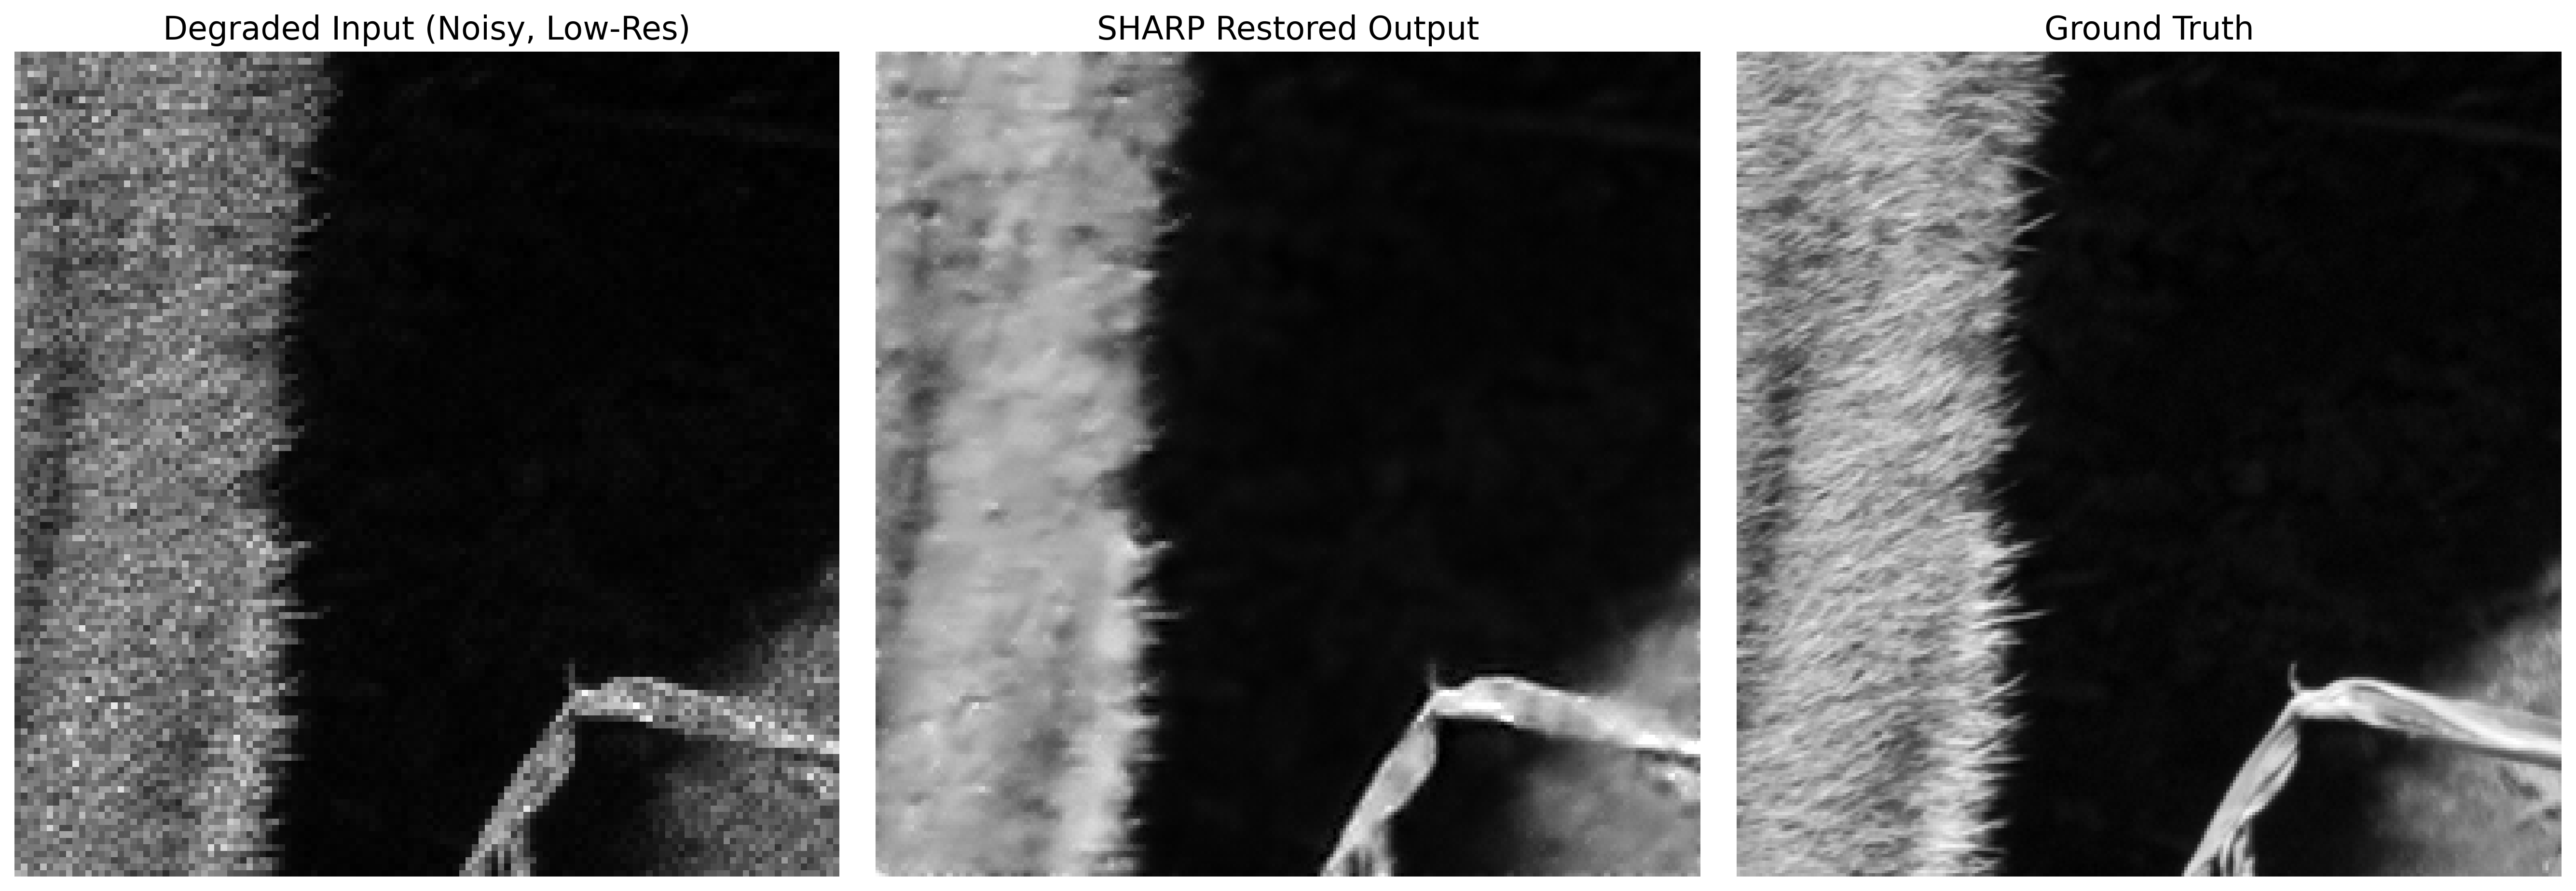 Degraded Input (Noisy, Low-Res)
SHARP Restored Output
Ground Truth